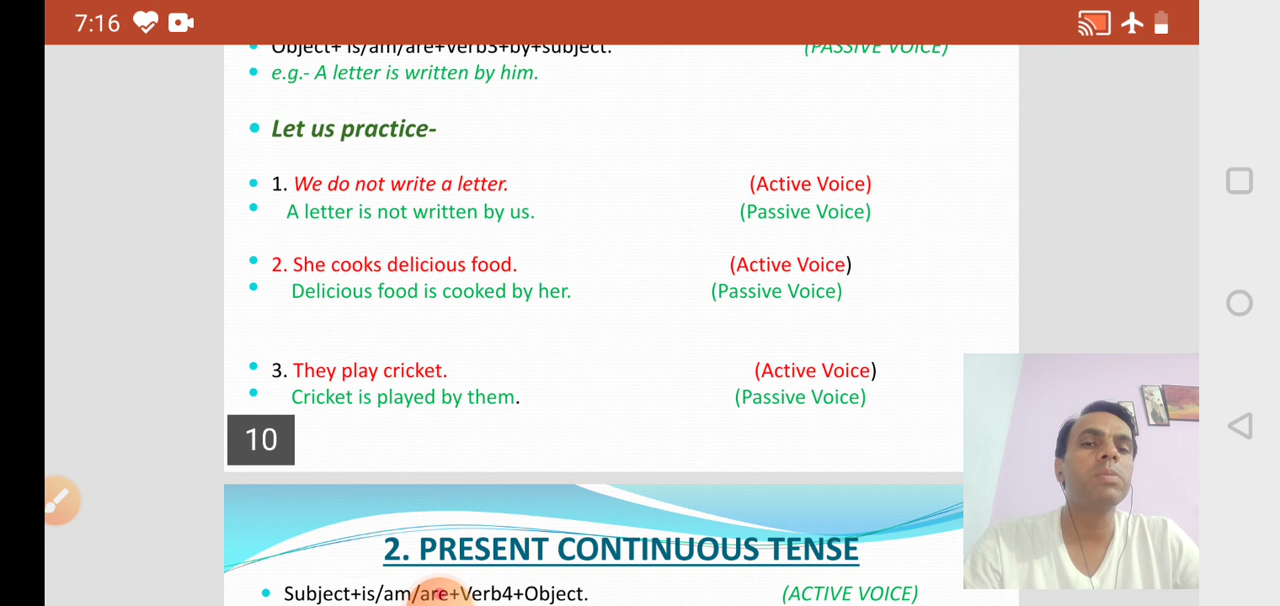 7:16
Object+ is/am/are+Verb3+by+subject. (PASSIVE VOICE)
e.g.- A letter is written by him.
Let us practice-
1. We do not write a letter. (Active Voice)
A letter is not written by us. (Passive Voice)
2. She cooks delicious food. (Active Voice)
Delicious food is cooked by her. (Passive Voice)
3. They play cricket. (Active Voice)
Cricket is played by them. (Passive Voice)
10
2. PRESENT CONTINUOUS TENSE
Subject+is/am/are+Verb4+Object. (ACTIVE VOICE)